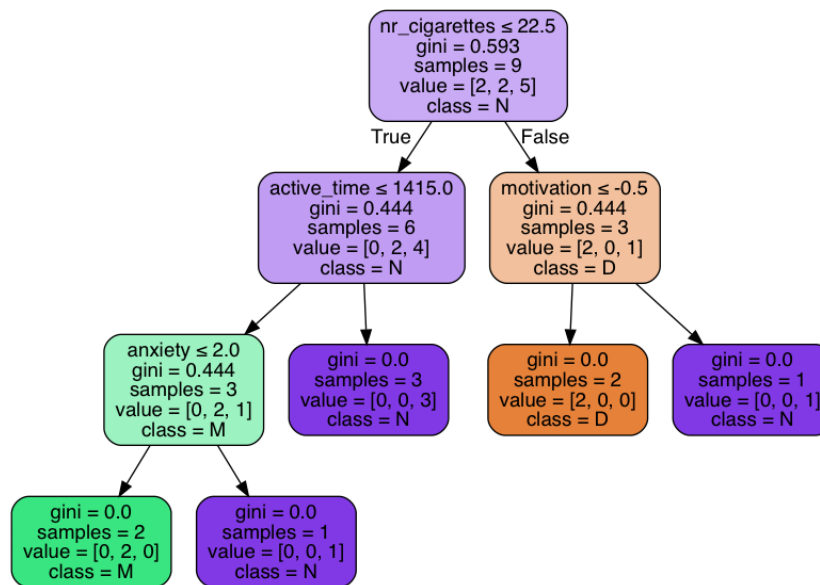 nr_cigarettes ≤ 22.5
gini = 0.593
samples = 9
value = [2, 2, 5]
class = N
True
False
active_time ≤ 1415.0
gini = 0.444
samples = 6
value = [0, 2, 4]
class = N
motivation ≤ -0.5
gini = 0.444
samples = 3
value = [2, 0, 1]
class = D
anxiety ≤ 2.0
gini = 0.444
samples = 3
value = [0, 2, 1]
class = M
gini = 0.0
samples = 3
value = [0, 0, 3]
class = N
gini = 0.0
samples = 2
value = [2, 0, 0]
class = D
gini = 0.0
samples = 1
value = [0, 0, 1]
class = N
gini = 0.0
samples = 2
value = [0, 2, 0]
class = M
gini = 0.0
samples = 1
value = [0, 0, 1]
class = N